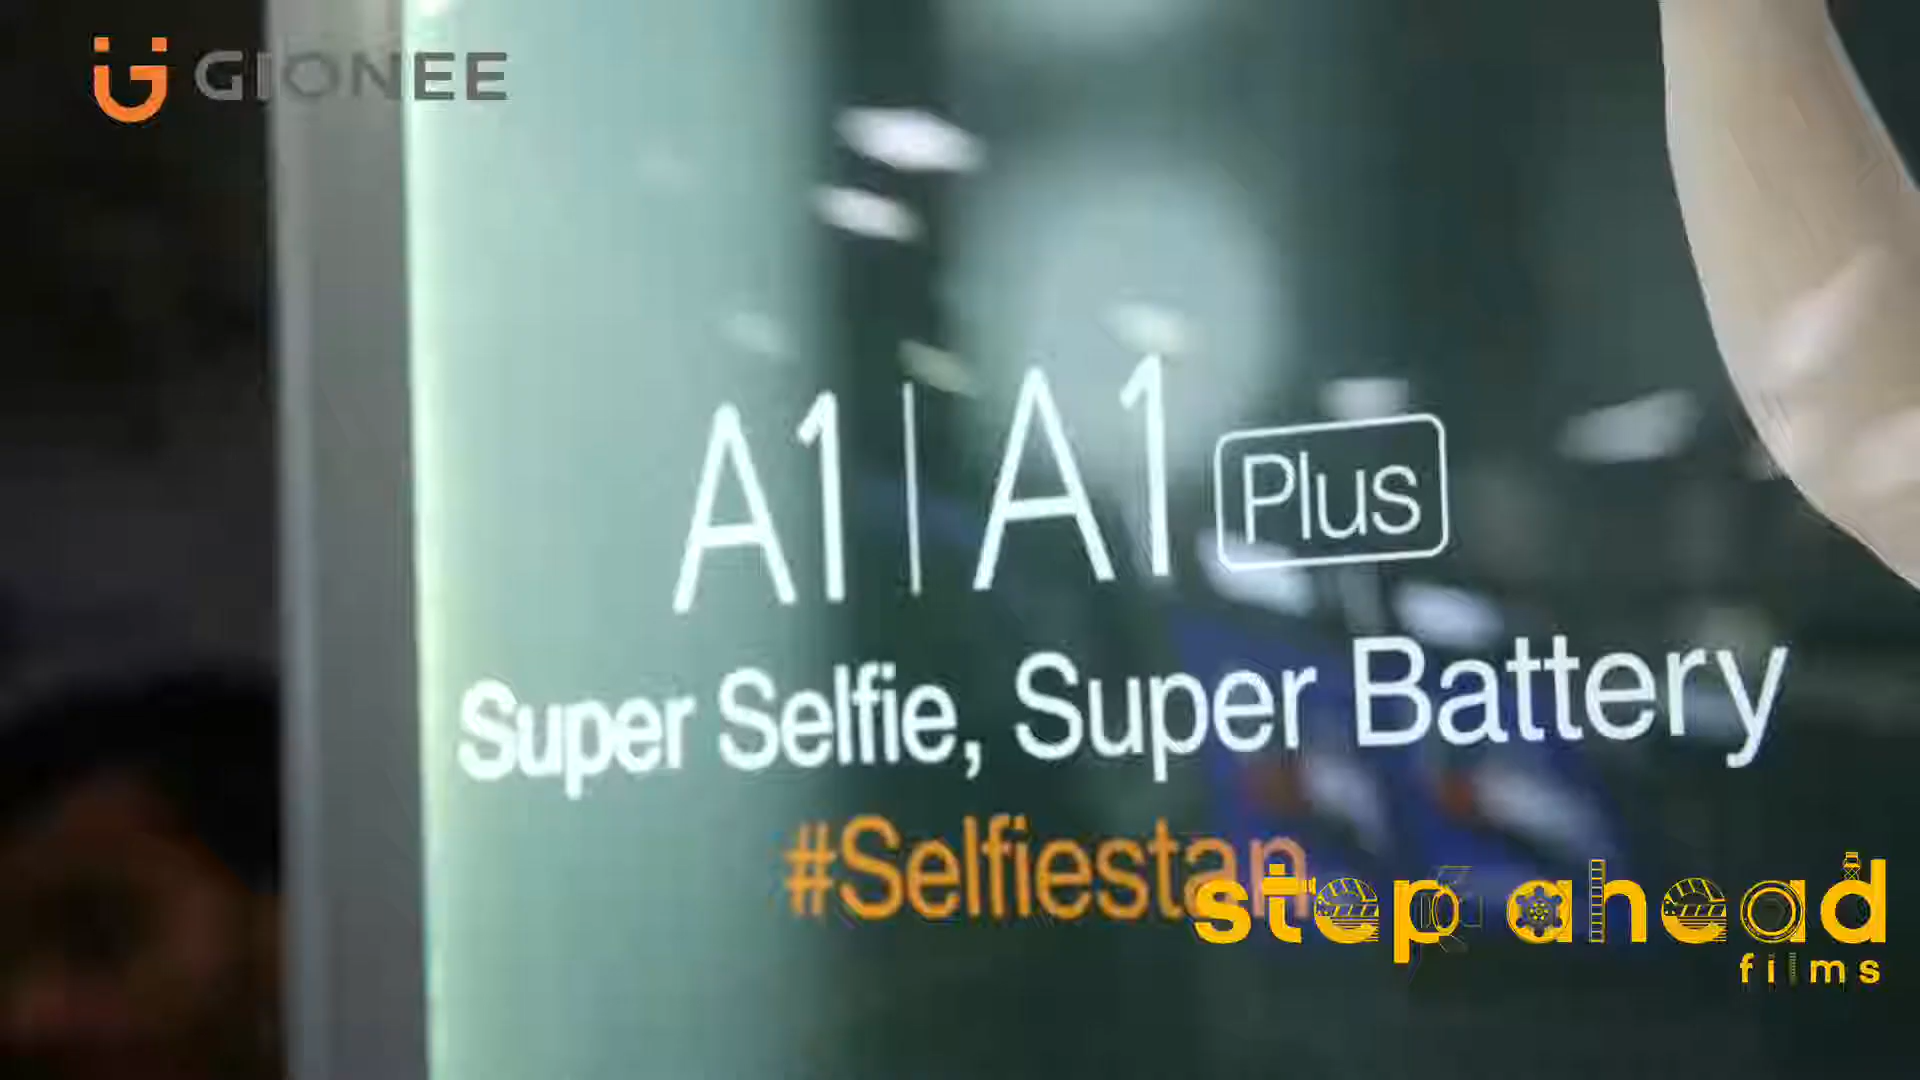 GIONEE
A1 | A1 Plus
Super Selfie, Super Battery
#Selfiestan
step ahead
films